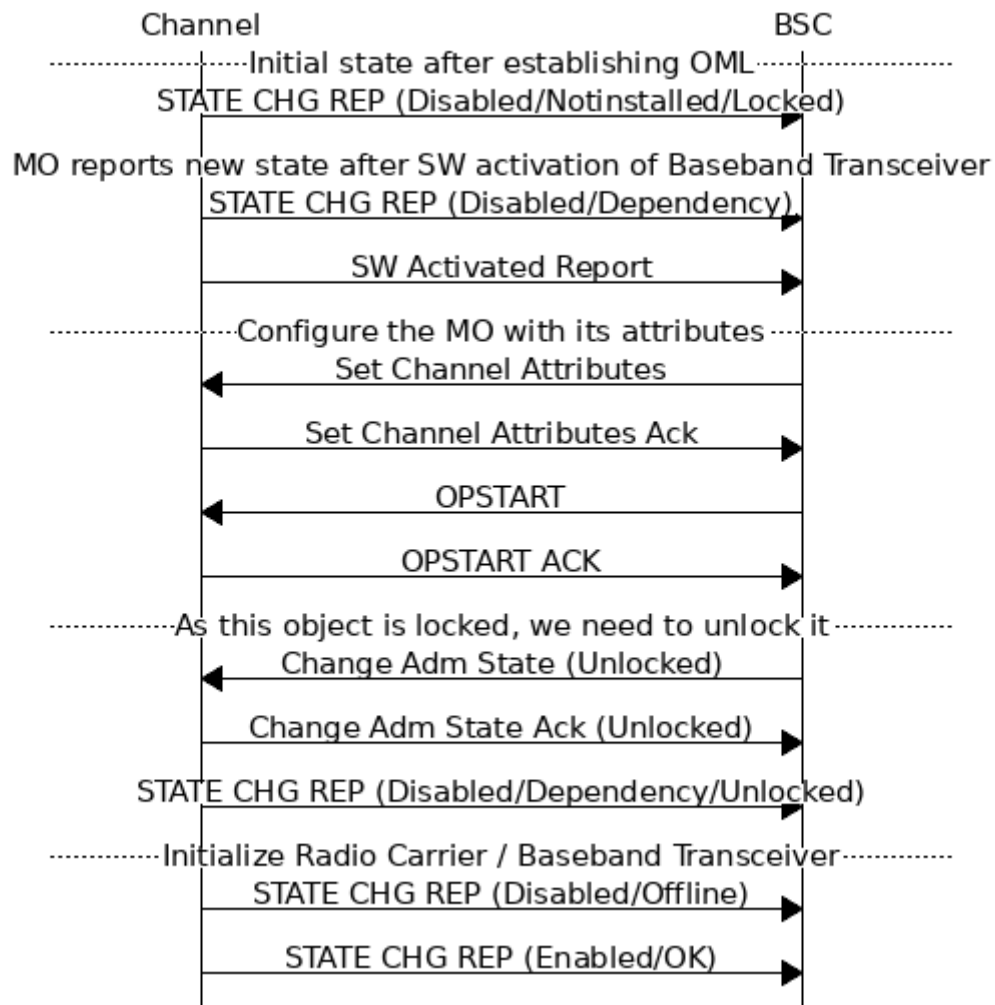 Channel BSC
Initial state after establishing OML
STATE CHG REP (Disabled/Notinstalled/Locked)
MO reports new state after SW activation of Baseband Transceiver
STATE CHG REP (Disabled/Dependency)
SW Activated Report
Configure the MO with its attributes
Set Channel Attributes
Set Channel Attributes Ack
OPSTART
OPSTART ACK
As this object is locked, we need to unlock it
Change Adm State (Unlocked)
Change Adm State Ack (Unlocked)
STATE CHG REP (Disabled/Dependency/Unlocked)
Initialize Radio Carrier / Baseband Transceiver
STATE CHG REP (Disabled/Offline)
STATE CHG REP (Enabled/OK)